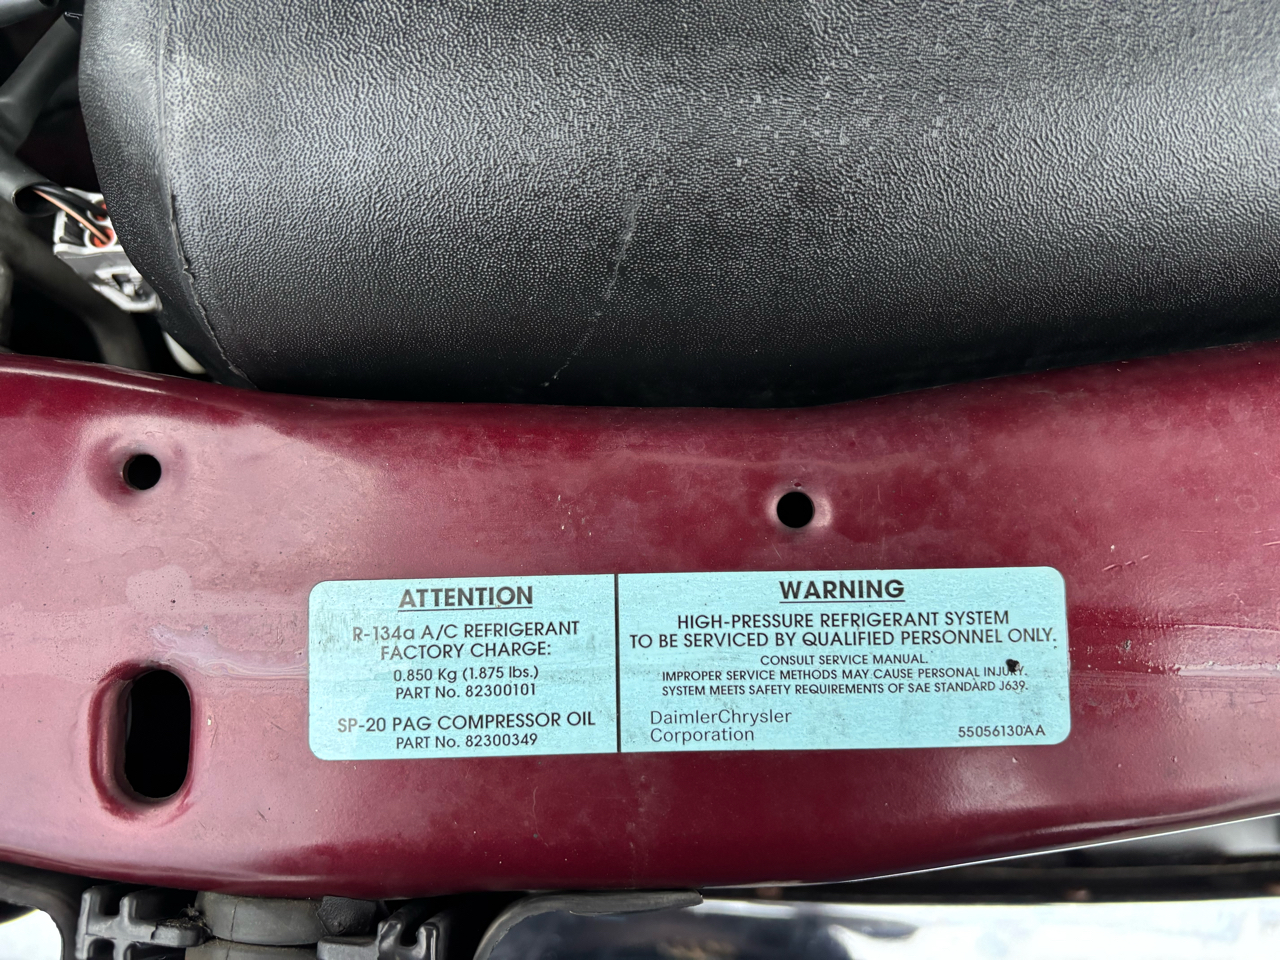 ATTENTION
R-134a A/C REFRIGERANT
FACTORY CHARGE:
0.850 Kg (1.875 lbs.)
PART No. 82300101
SP-20 PAG COMPRESSOR OIL
PART No. 82300349
WARNING
HIGH-PRESSURE REFRIGERANT SYSTEM
TO BE SERVICED BY QUALIFIED PERSONNEL ONLY.
CONSULT SERVICE MANUAL.
IMPROPER SERVICE METHODS MAY CAUSE PERSONAL INJURY.
SYSTEM MEETS SAFETY REQUIREMENTS OF SAE STANDARD J639.
DaimlerChrysler
Corporation
55056130AA